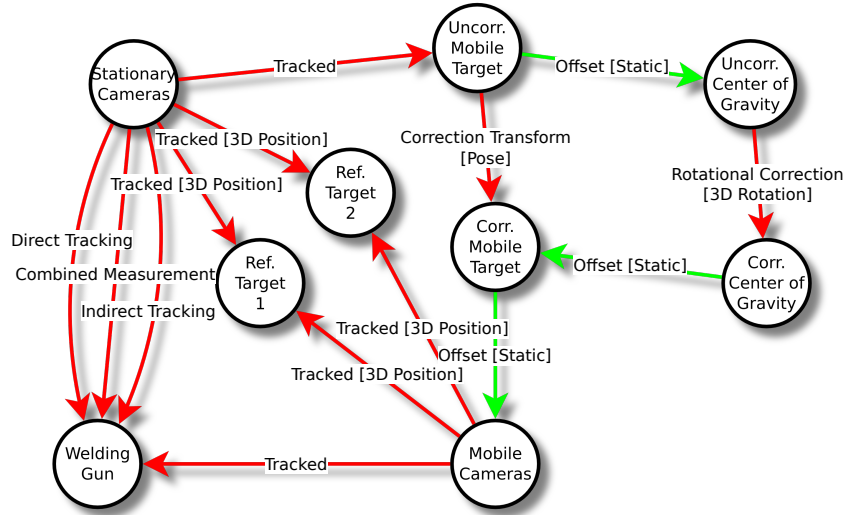 Uncorr.
Mobile
Target
Stationary
Cameras
Tracked
Offset [Static]
Uncorr.
Center of
Gravity
Tracked [3D Position]
Correction Transform
[Pose]
Ref.
Target
2
Tracked [3D Position]
Rotational Correction
[3D Rotation]
Direct Tracking
Corr.
Mobile
Target
Ref.
Target
1
Combined Measurement
Offset [Static]
Corr.
Center of
Gravity
Indirect Tracking
Tracked [3D Position]
Offset [Static]
Tracked [3D Position]
Welding
Gun
Tracked
Mobile
Cameras